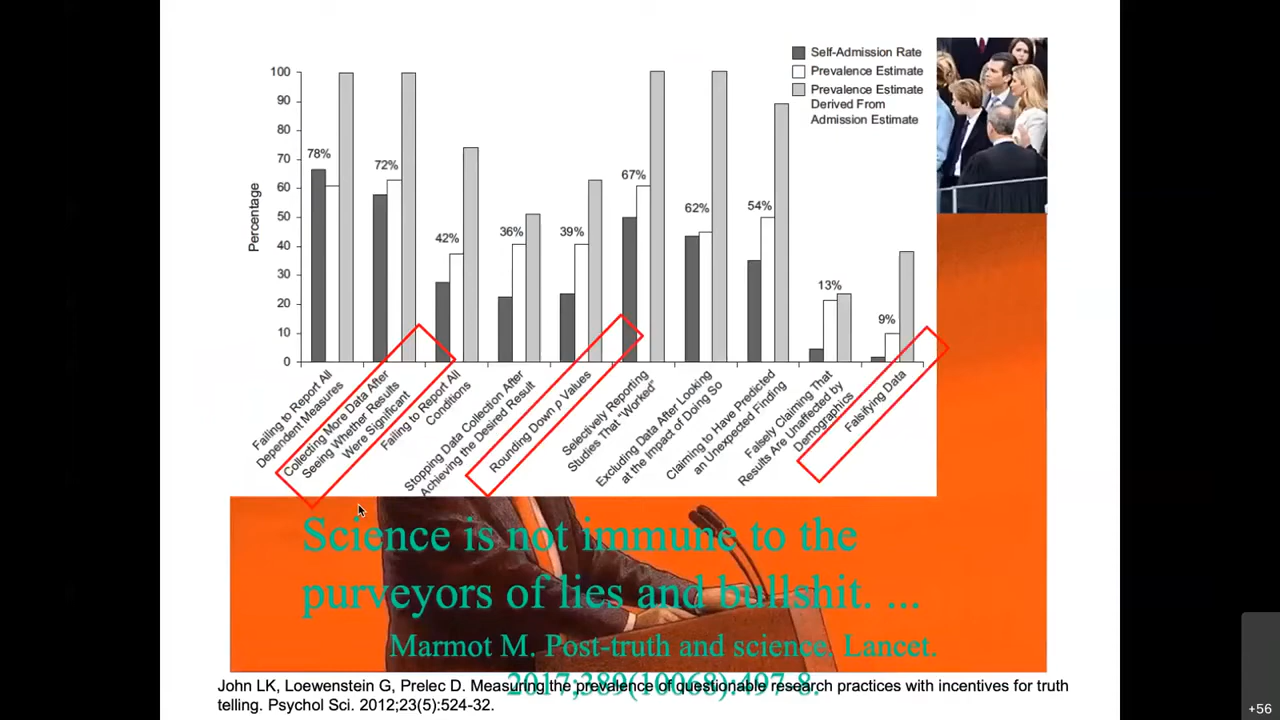 Self-Admission Rate
Prevalence Estimate
Prevalence Estimate
Derived From
Admission Estimate
Percentage
100
90
80
70
60
50
40
30
20
10
0
78%
72%
42%
36%
39%
67%
62%
54%
13%
9%
Failing to Report All
Dependent Measures
Collecting More Data After
Seeing Whether Results
Were Significant
Failing to Report All
Conditions
Stopping Data Collection After
Achieving the Desired Result
Rounding Down p Values
Selectively Reporting
Studies That “Worked”
Excluding Data After Looking
at the Impact of Doing So
Claiming to Have Predicted
an Unexpected Finding
Falsely Claiming That
Results Are Unaffected by
Demographics
Falsifying Data
Science is not immune to the
purveyors of lies and bullshit. ...
Marmot M. Post-truth and science. Lancet.
2017;389(10068):497-8.
John LK, Loewenstein G, Prelec D. Measuring the prevalence of questionable research practices with incentives for truth
telling. Psychol Sci. 2012;23(5):524-32.
+56